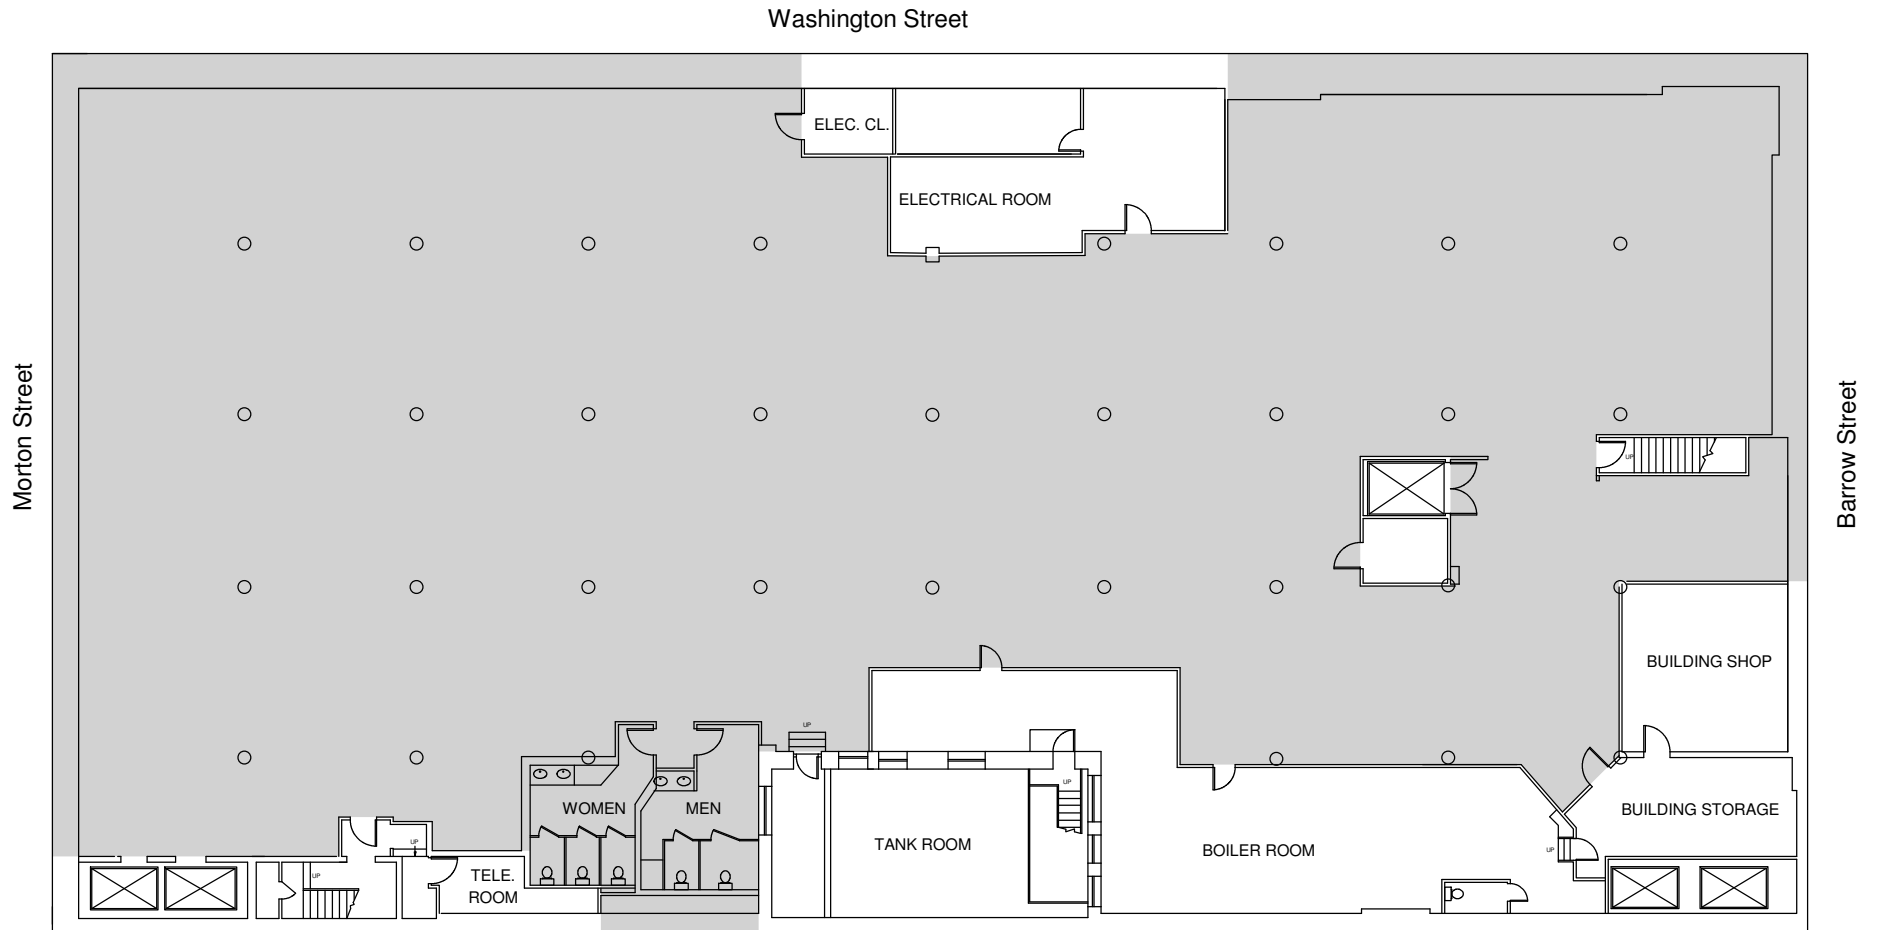 Washington Street
ELEC. CL.
ELECTRICAL ROOM
Morton Street
Barrow Street
UP
BUILDING SHOP
UP
WOMEN
MEN
UP
BUILDING STORAGE
UP
TANK ROOM
BOILER ROOM
UP
UP
TELE.
ROOM